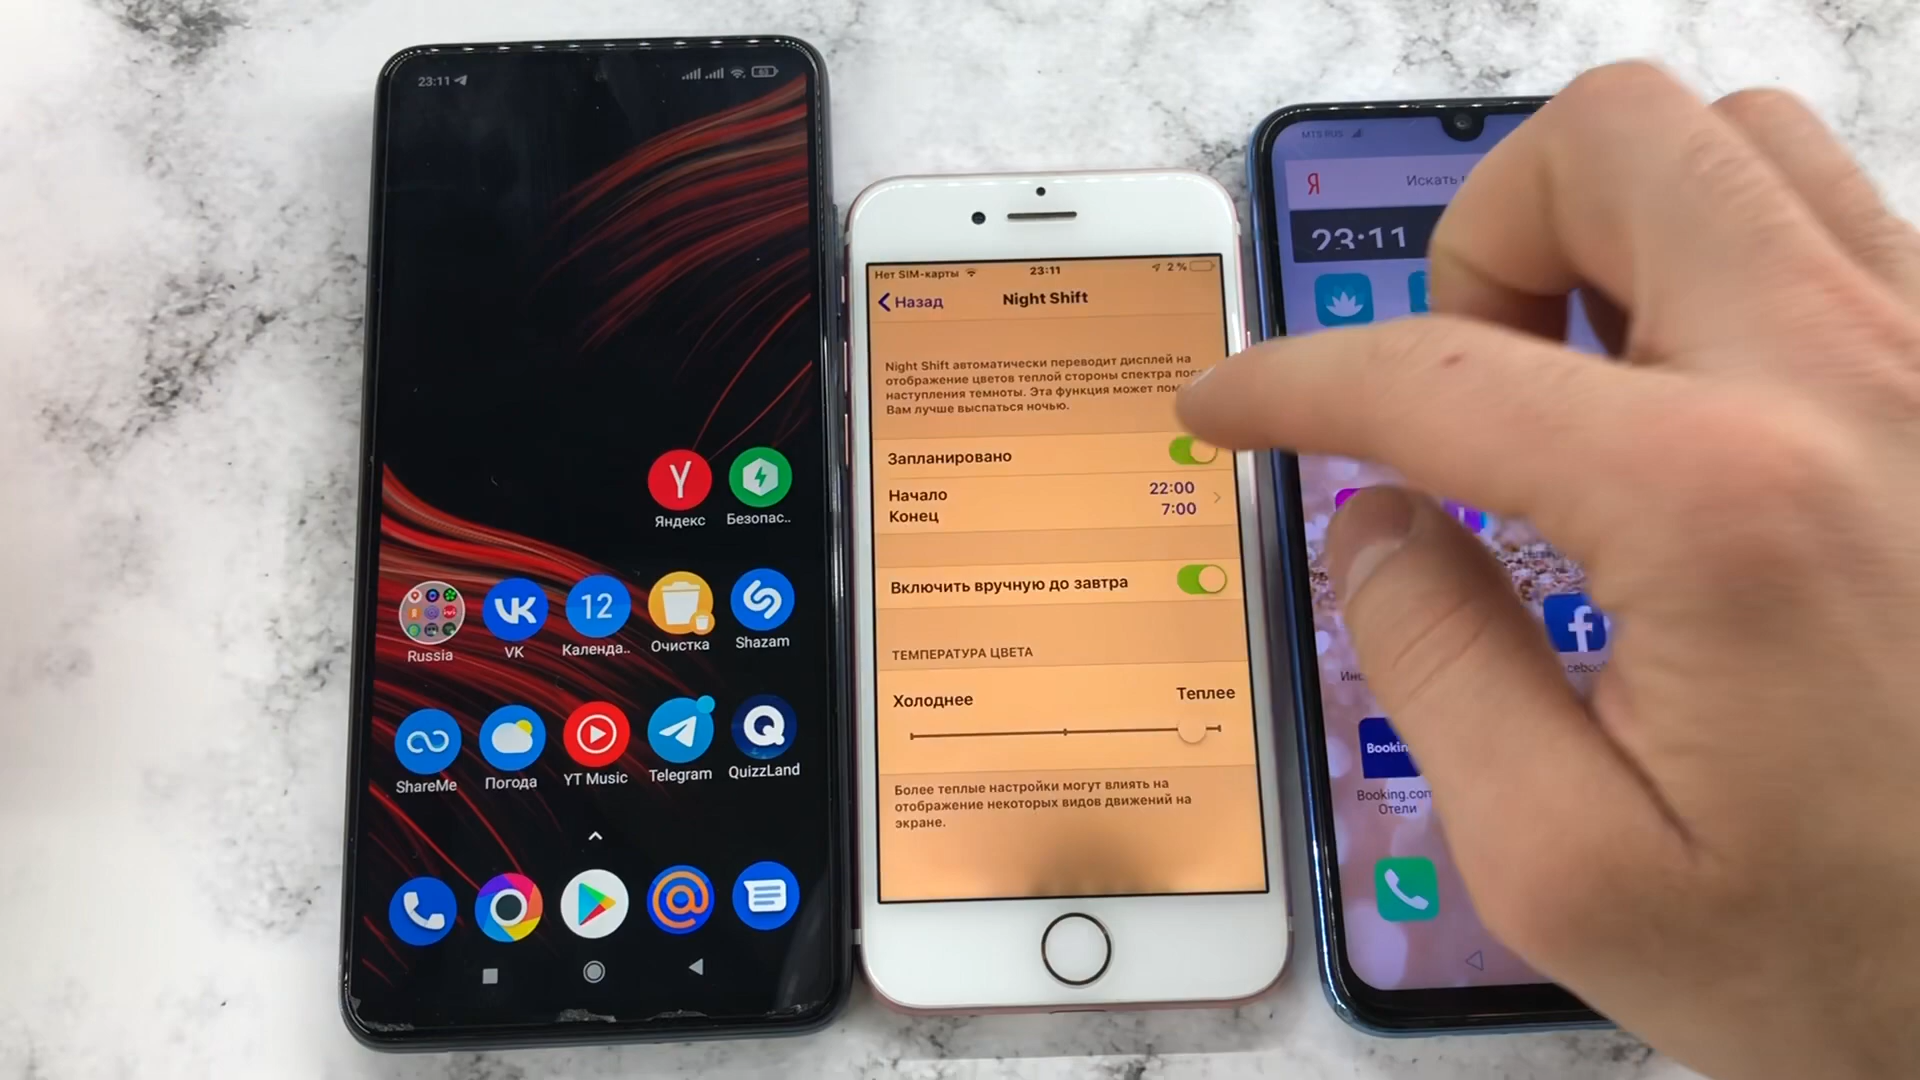 23:11
63
Y
Яндекс
Безопас..
VK
12
Russia
VK
Календа..
Очистка
Shazam
ShareMe
Погода
YT Music
Telegram
QuizzLand
Нет SIM-карты
23:11
2 %
Назад
Night Shift
Night Shift автоматически переводит дисплей на
отображение цветов теплой стороны спектра
наступления темноты. Эта функция может
Вам лучше выспаться ночью.
Запланировано
Начало
22:00
Конец
7:00
Включить вручную до завтра
ТЕМПЕРАТУРА ЦВЕТА
Холоднее
Теплее
Более теплые настройки могут влиять на
отображение некоторых видов движений на
экране.
MTS RUS
Я
Искать
23:11
Booking.com
Отели